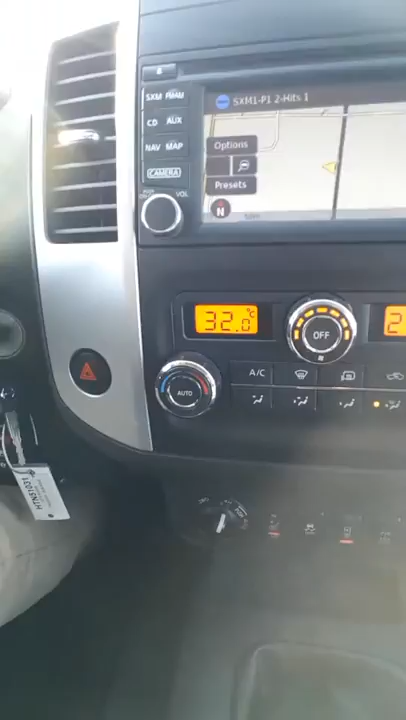 SXM1-P1 2-Hits 1
SXM FM/AM
CD AUX
NAV MAP
CAMERA
VOL
Options
Presets
N
32.0 °C
OFF
AUTO
A/C
2